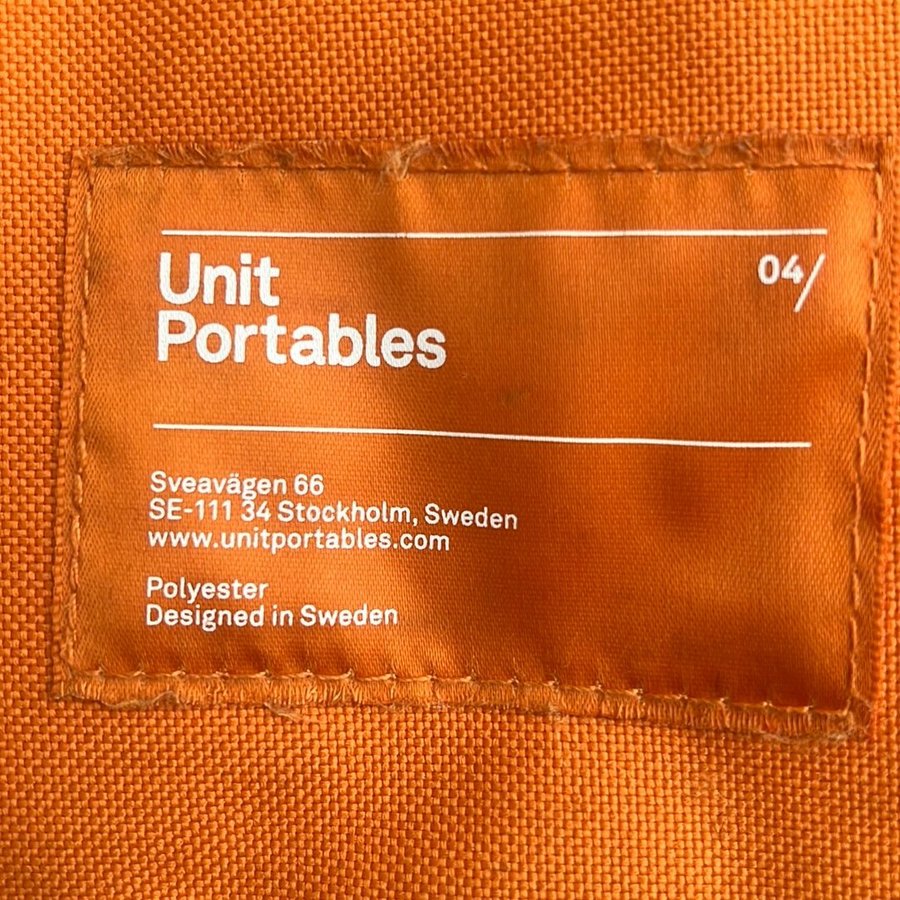 Unit
Portables
04/
Sveavägen 66
SE-111 34 Stockholm, Sweden
www.unitportables.com
Polyester
Designed in Sweden